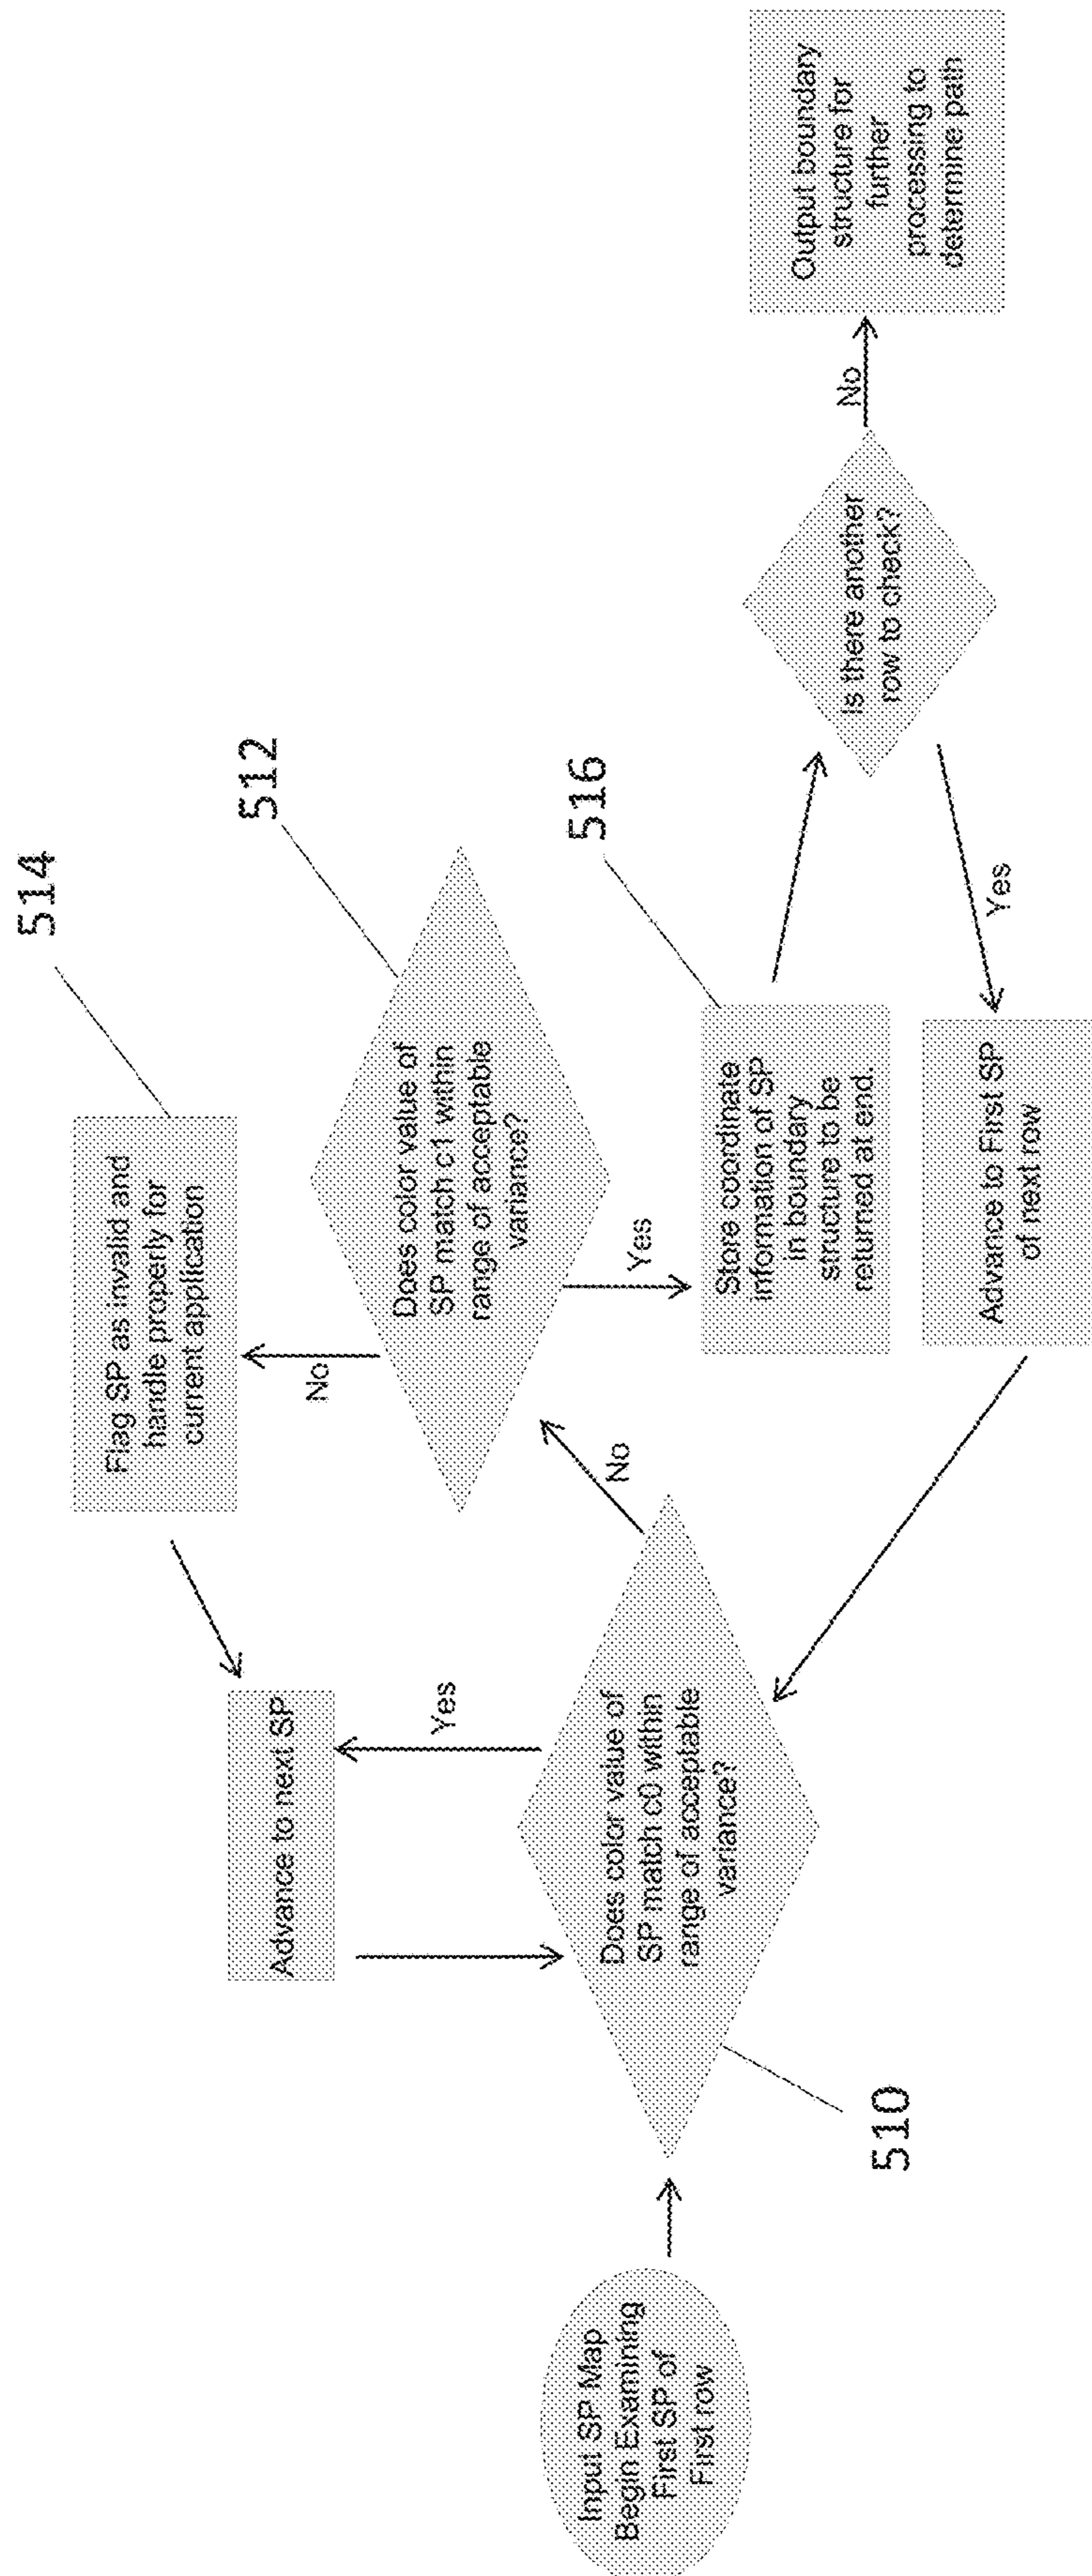 Input SP Map
Begin Examining
First SP of
First row
510
Does color value of
SP match c0 within
range of acceptable
variance?
Yes
Advance to next SP
No
Does color value of
SP match c1 within
range of acceptable
variance?
512
No
Flag SP as invalid and
handle properly for
current application
514
Yes
Store coordinate
information of SP
in boundary
structure to be
returned at end.
516
Is there another
row to check?
Yes
Advance to First SP
of next row
No
Output boundary
structure for
further
processing to
determine path